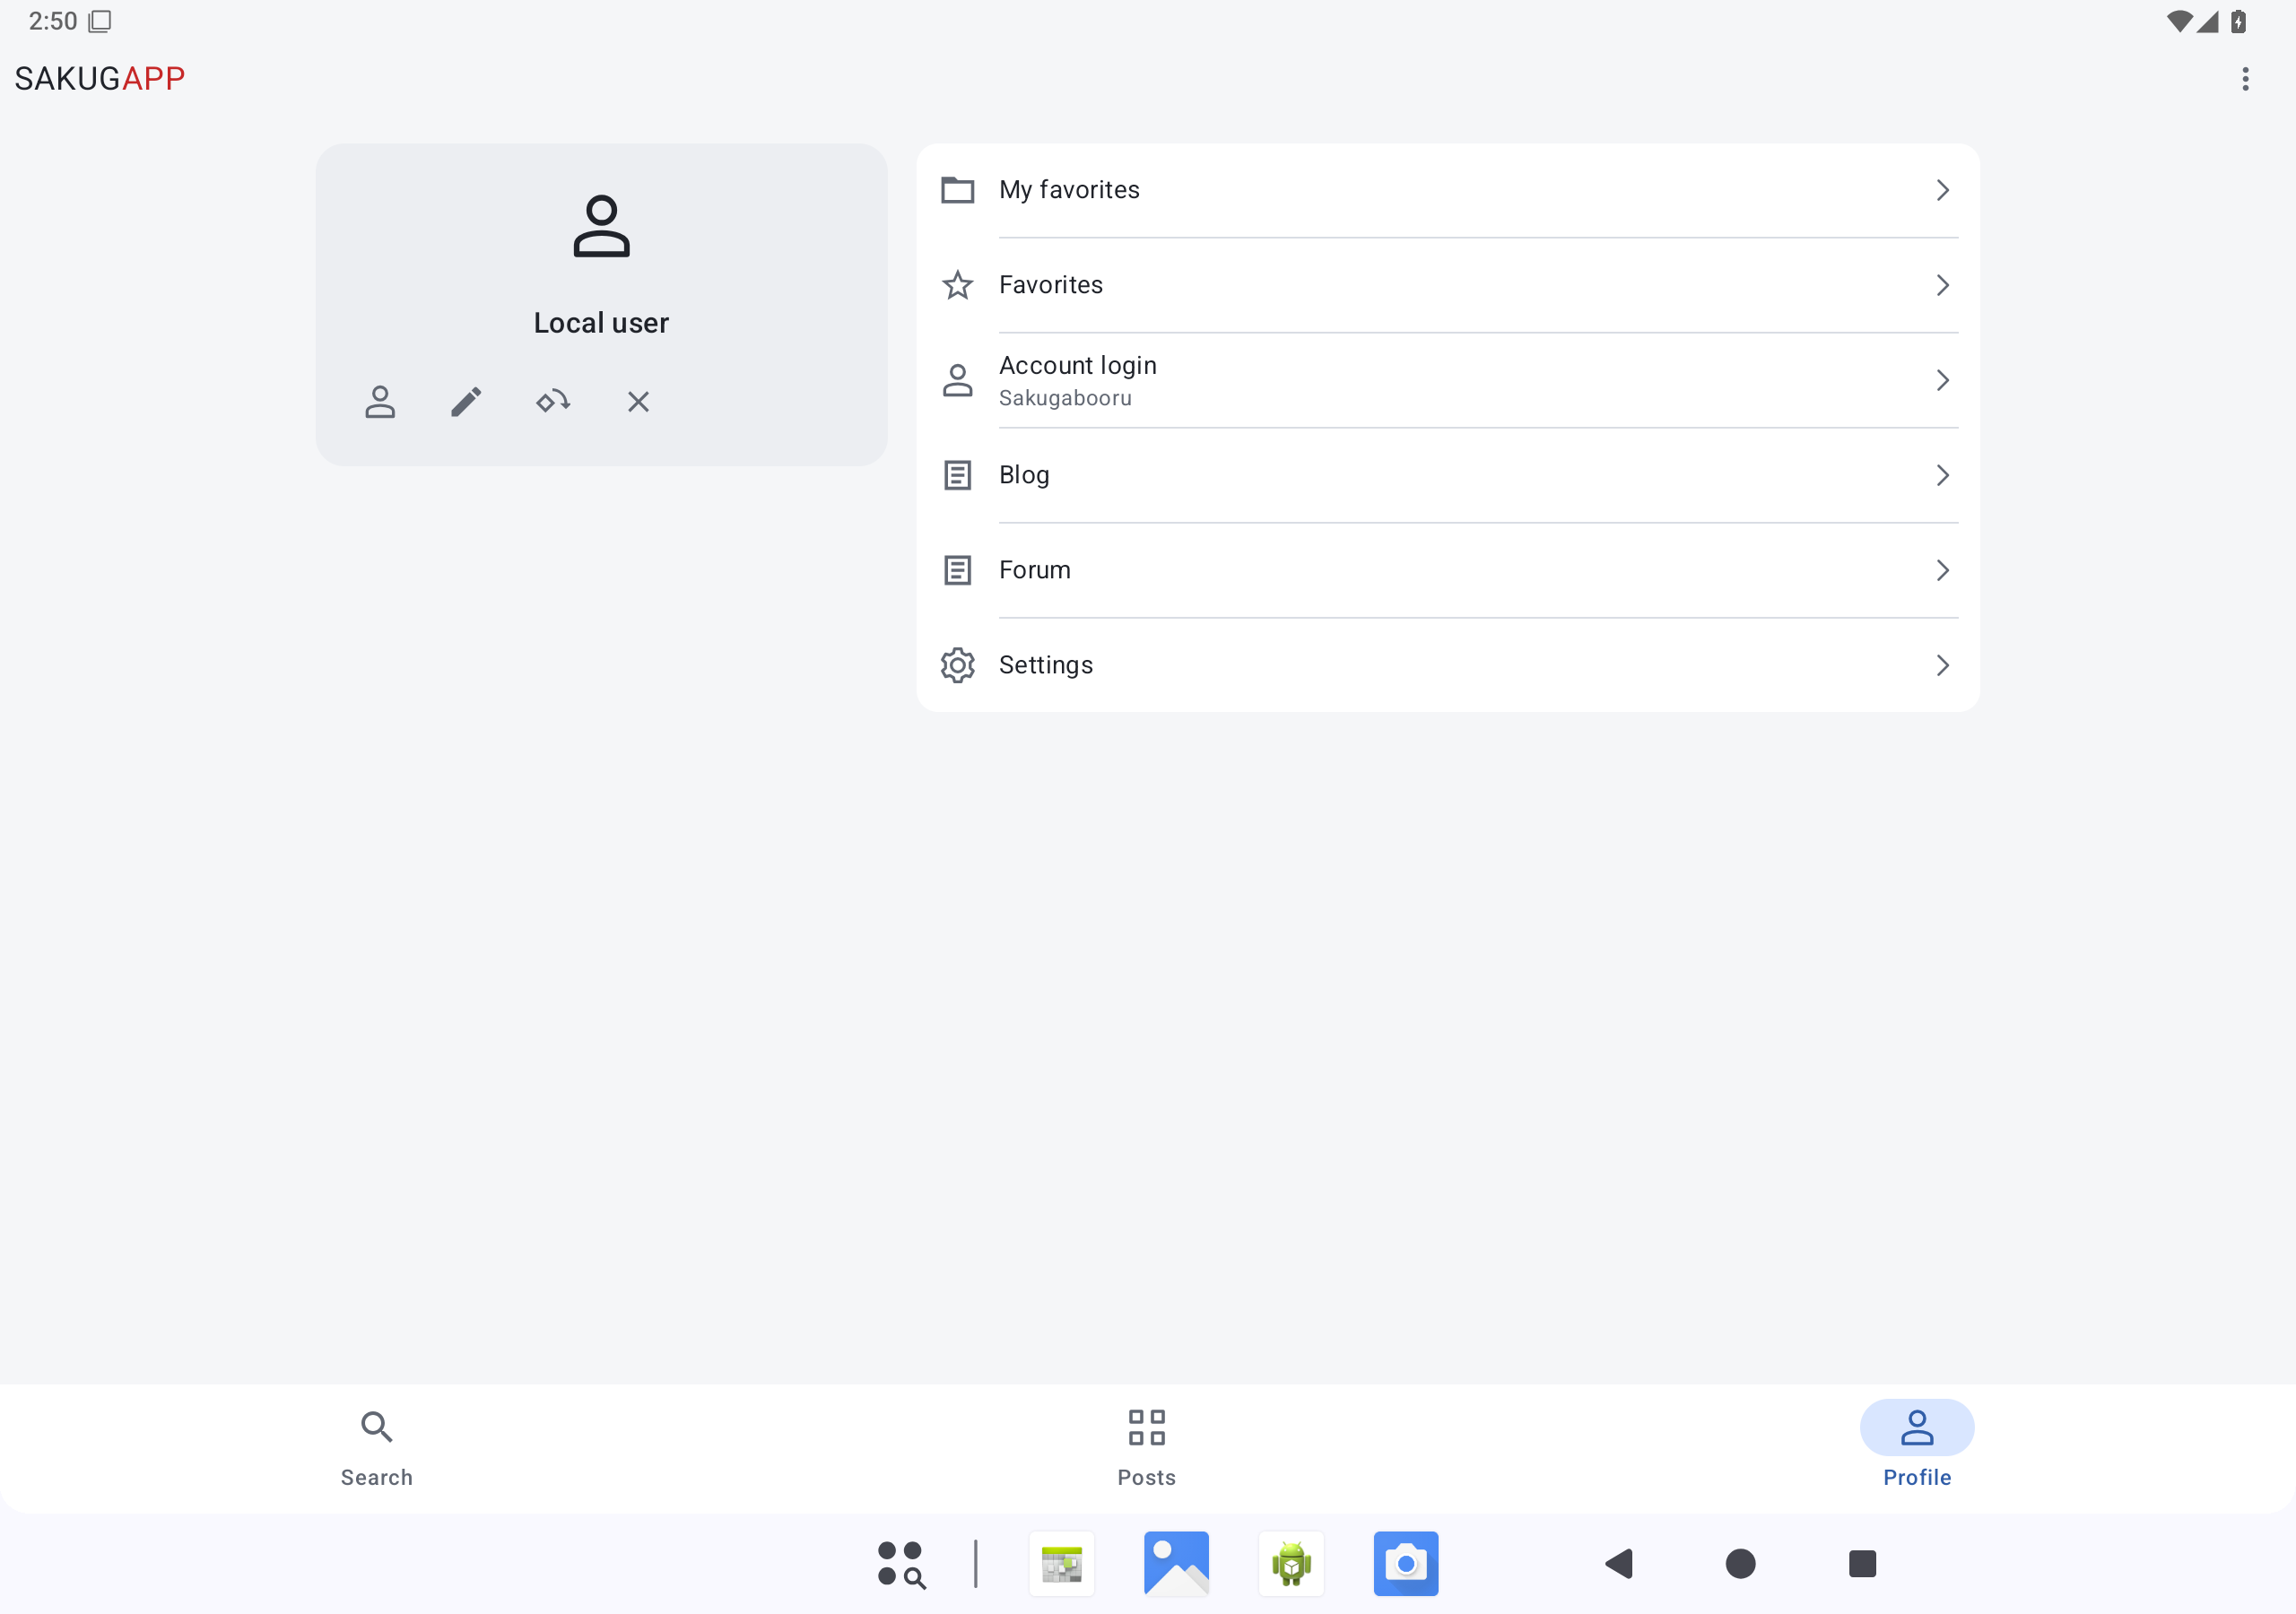 2:50
SAKUGAPP
Local user
My favorites
Favorites
Account login
Sakugabooru
Blog
Forum
Settings
Search
Posts
Profile